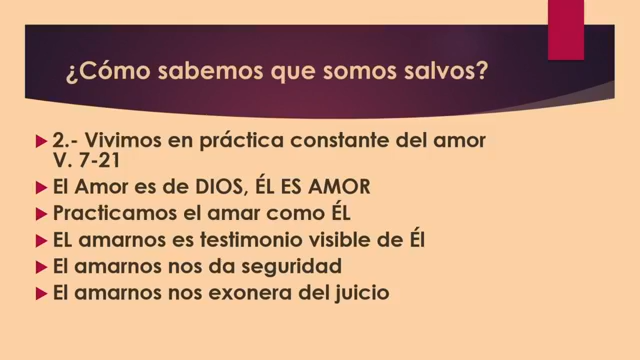 ¿Cómo sabemos que somos salvos?
2.- Vivimos en práctica constante del amor
V. 7-21
El Amor es de DIOS, ÉL ES AMOR
Practicamos el amar como ÉL
EL amarnos es testimonio visible de Él
El amarnos nos da seguridad
El amarnos nos exonera del juicio